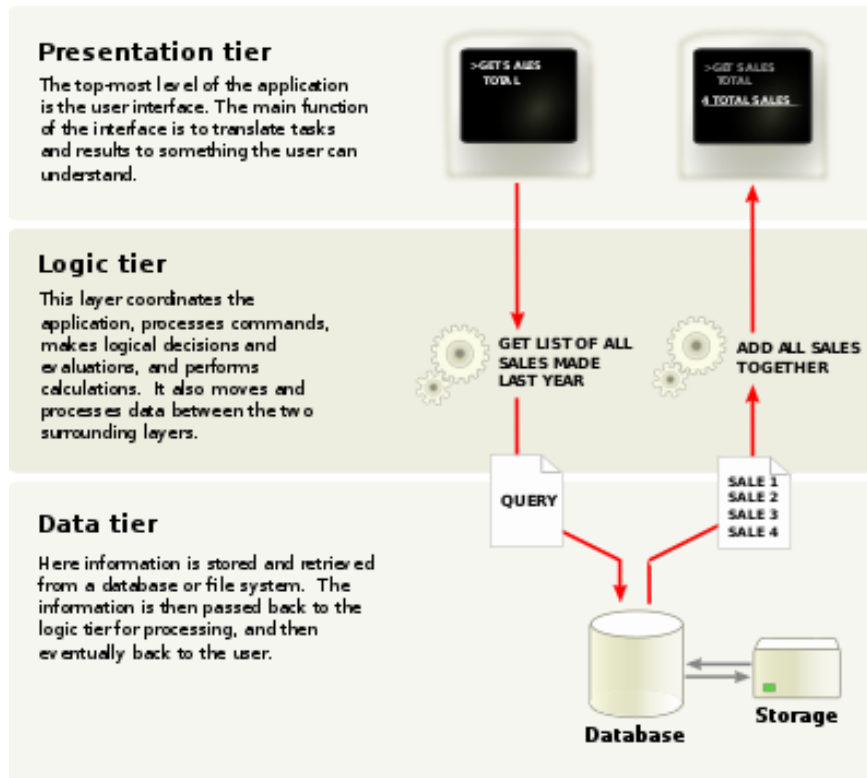 Presentation tier
The top-most level of the application
is the user interface. The main function
of the interface is to translate tasks
and results to something the user can
understand.
>GET SALES
TOTAL
>GET SALES
TOTAL
4 TOTAL SALES
Logic tier
This layer coordinates the
application, processes commands,
makes logical decisions and
evaluations, and performs
calculations. It also moves and
processes data between the two
surrounding layers.
GET LIST OF ALL
SALES MADE
LAST YEAR
ADD ALL SALES
TOGETHER
Data tier
Here information is stored and retrieved
from a database or file system. The
information is then passed back to the
logic tier for processing, and then
eventually back to the user.
QUERY
SALE 1
SALE 2
SALE 3
SALE 4
Database
Storage